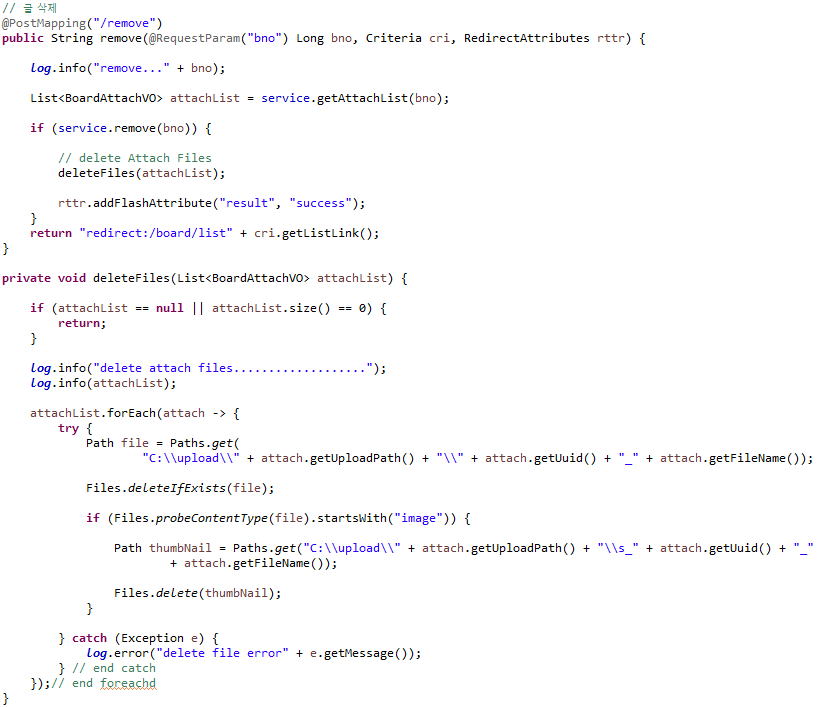 // 글 삭제
@PostMapping("/remove")
public String remove(@RequestParam("bno") Long bno, Criteria cri, RedirectAttributes rttr) {
log.info("remove..." + bno);
List<BoardAttachVO> attachList = service.getAttachList(bno);
if (service.remove(bno)) {
// delete Attach Files
deleteFiles(attachList);
rttr.addFlashAttribute("result", "success");
}
return "redirect:/board/list" + cri.getListLink();
}
private void deleteFiles(List<BoardAttachVO> attachList) {
if (attachList == null || attachList.size() == 0) {
return;
}
log.info("delete attach files...................");
log.info(attachList);
attachList.forEach(attach -> {
try {
Path file = Paths.get(
"C:\\upload\\" + attach.getUploadPath() + "\\" + attach.getUuid() + "_" + attach.getFileName());
Files.deleteIfExists(file);
if (Files.probeContentType(file).startsWith("image")) {
Path thumbNail = Paths.get("C:\\upload\\" + attach.getUploadPath() + "\\s_" + attach.getUuid() + "_"
+ attach.getFileName());
Files.delete(thumbNail);
}
} catch (Exception e) {
log.error("delete file error" + e.getMessage());
} // end catch
});// end foreachd
}